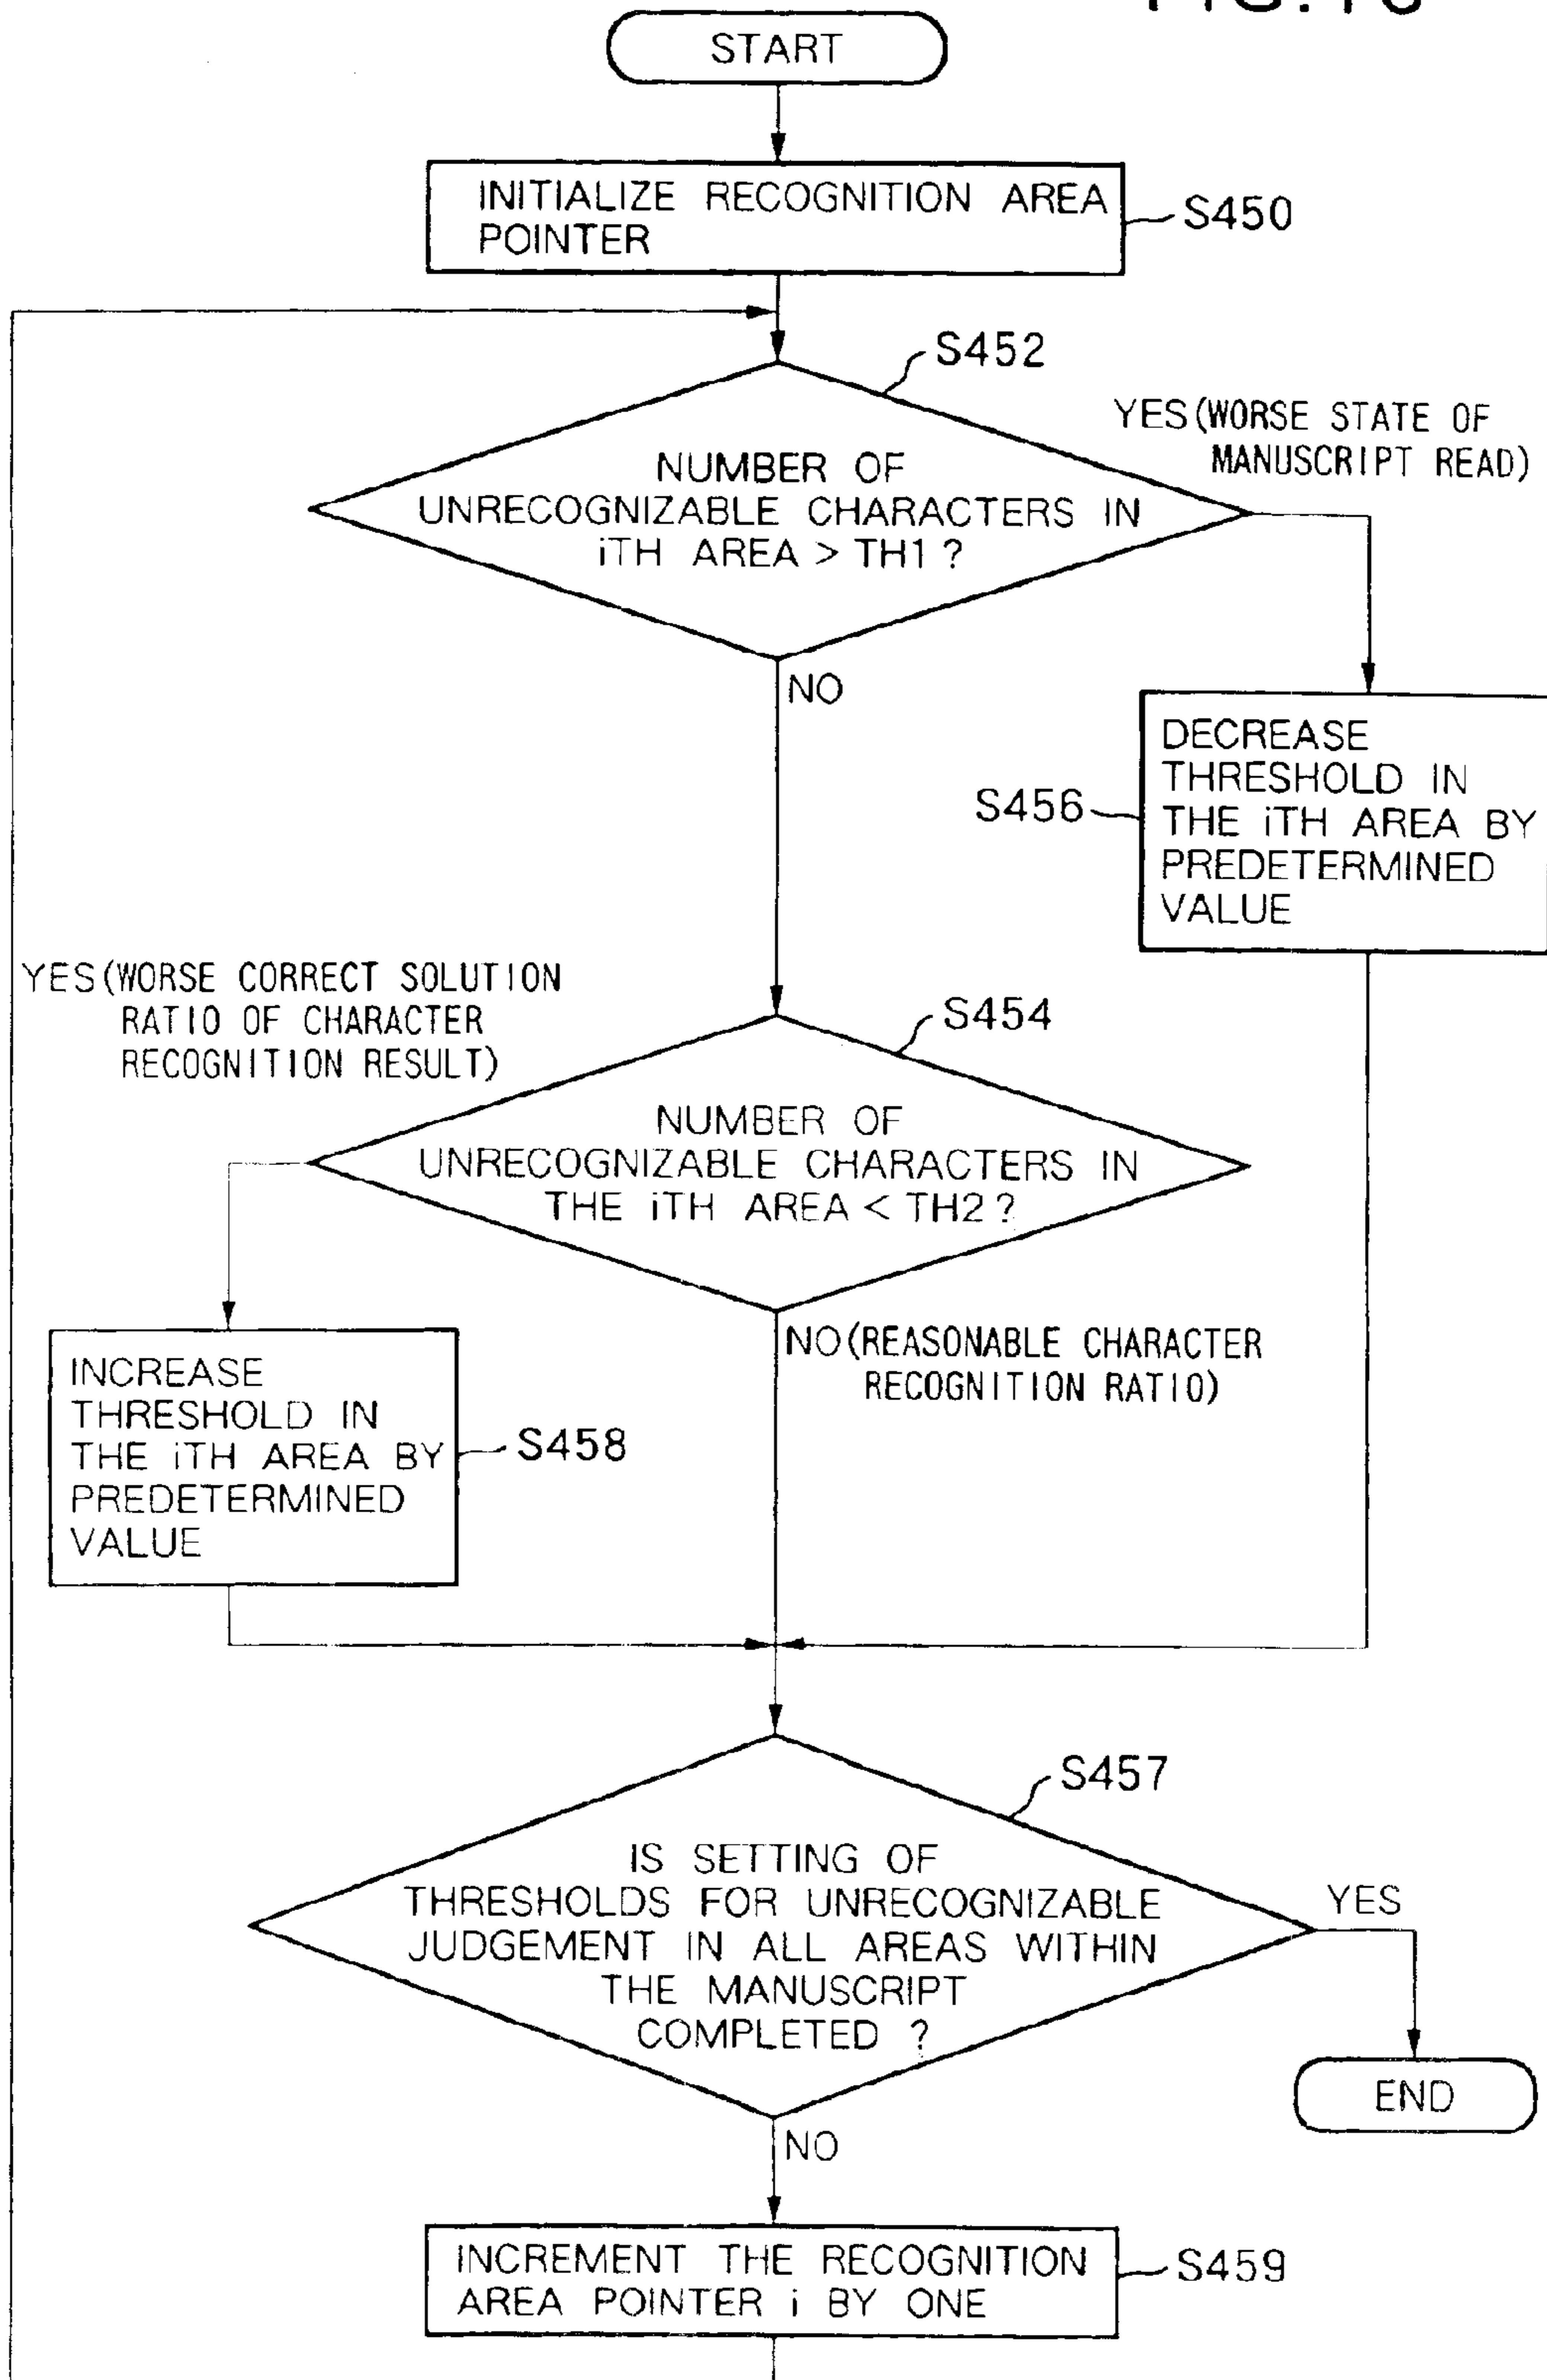 START
INITIALIZE RECOGNITION AREA
POINTER
S450
S452
YES (WORSE STATE OF
MANUSCRIPT READ)
NUMBER OF
UNRECOGNIZABLE CHARACTERS IN
iTH AREA > TH1 ?
NO
DECREASE
THRESHOLD IN
THE iTH AREA BY
PREDETERMINED
VALUE
S456
YES (WORSE CORRECT SOLUTION
RATIO OF CHARACTER
RECOGNITION RESULT)
S454
NUMBER OF
UNRECOGNIZABLE CHARACTERS IN
THE iTH AREA < TH2 ?
NO (REASONABLE CHARACTER
RECOGNITION RATIO)
INCREASE
THRESHOLD IN
THE iTH AREA BY
PREDETERMINED
VALUE
S458
S457
IS SETTING OF
THRESHOLDS FOR UNRECOGNIZABLE
JUDGEMENT IN ALL AREAS WITHIN
THE MANUSCRIPT
COMPLETED ?
YES
END
NO
INCREMENT THE RECOGNITION
AREA POINTER i BY ONE
S459